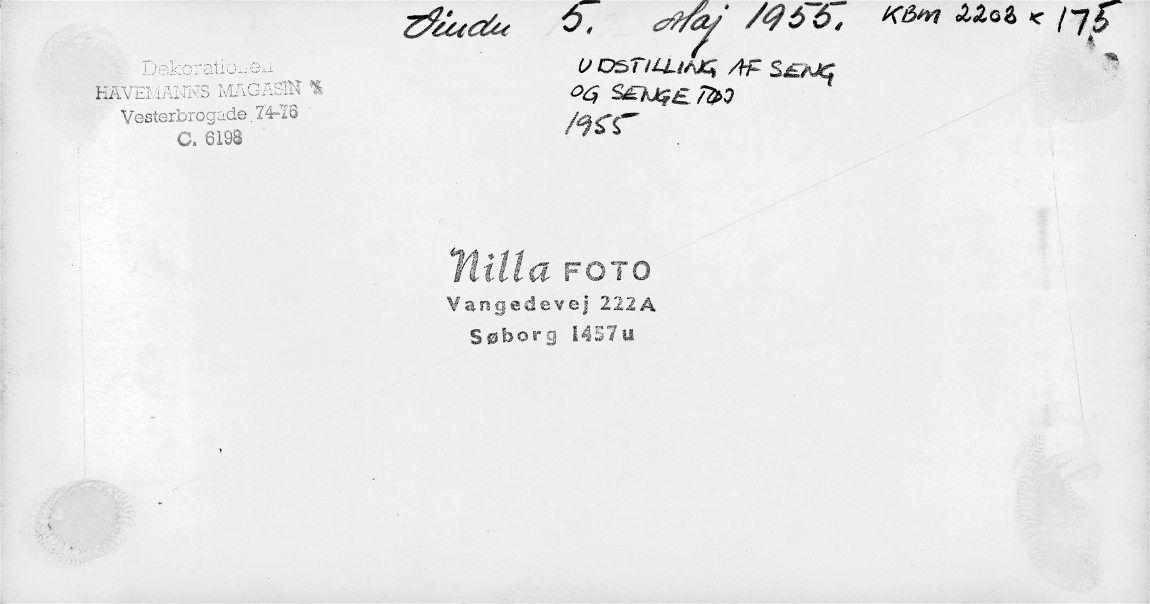 Vindu 5. Maj 1955. KBM 2208 x 175
UDSTILLING AF SENG
OG SENGETØJ
1955
Dekorationen
HAVEMANNS MAGASIN
Vesterbrogade 74-76
C. 6198
Nilla FOTO
Vangedevej 222A
Søborg 1457u